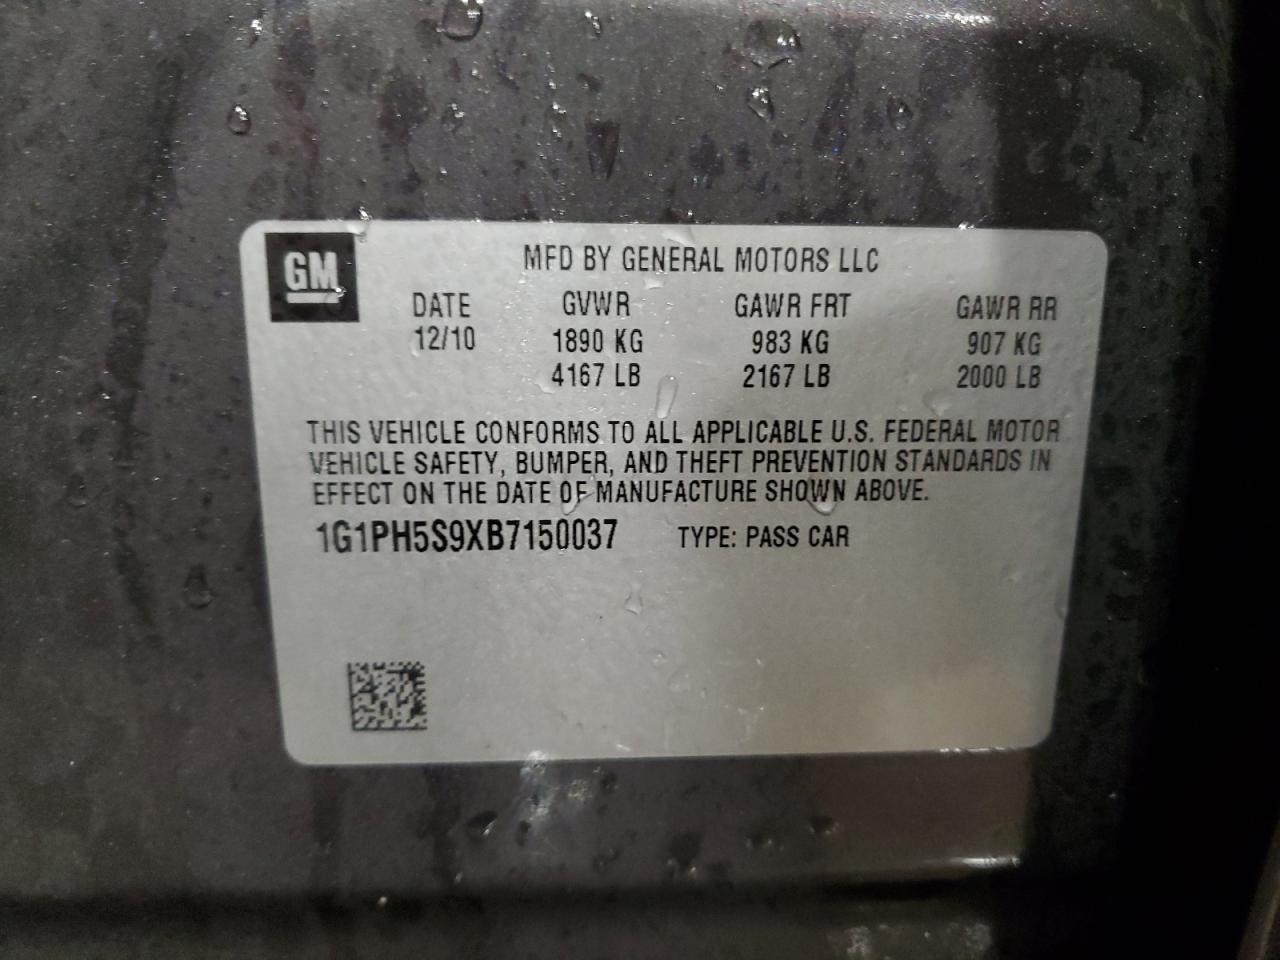 GM
MFD BY GENERAL MOTORS LLC
DATE GVWR GAWR FRT GAWR RR
12/10 1890 KG 983 KG 907 KG
4167 LB 2167 LB 2000 LB
THIS VEHICLE CONFORMS TO ALL APPLICABLE U.S. FEDERAL MOTOR
VEHICLE SAFETY, BUMPER, AND THEFT PREVENTION STANDARDS IN
EFFECT ON THE DATE OF MANUFACTURE SHOWN ABOVE.
1G1PH5S9XB7150037 TYPE: PASS CAR